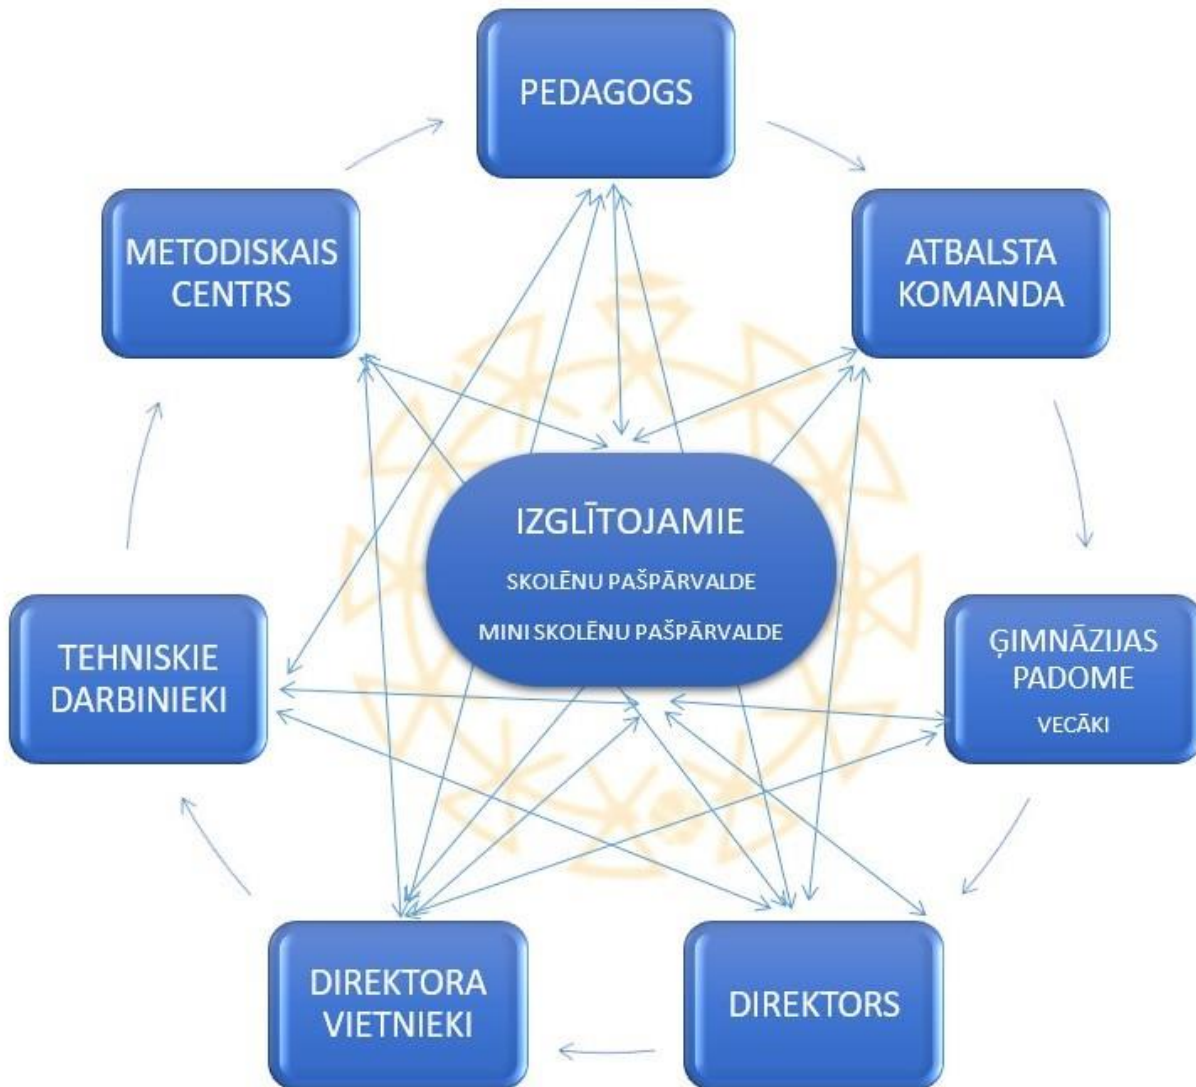 PEDAGOGS
METODISKAIS
CENTRS
ATBALSTA
KOMANDA
IZGLĪTOJAMIE
SKOLĒNU PAŠPĀRVALDE
MINI SKOLĒNU PAŠPĀRVALDE
TEHNISKIE
DARBINIEKI
ĢIMNĀZIJAS
PADOME
VECĀKI
DIREKTORA
VIETNIEKI
DIREKTORS